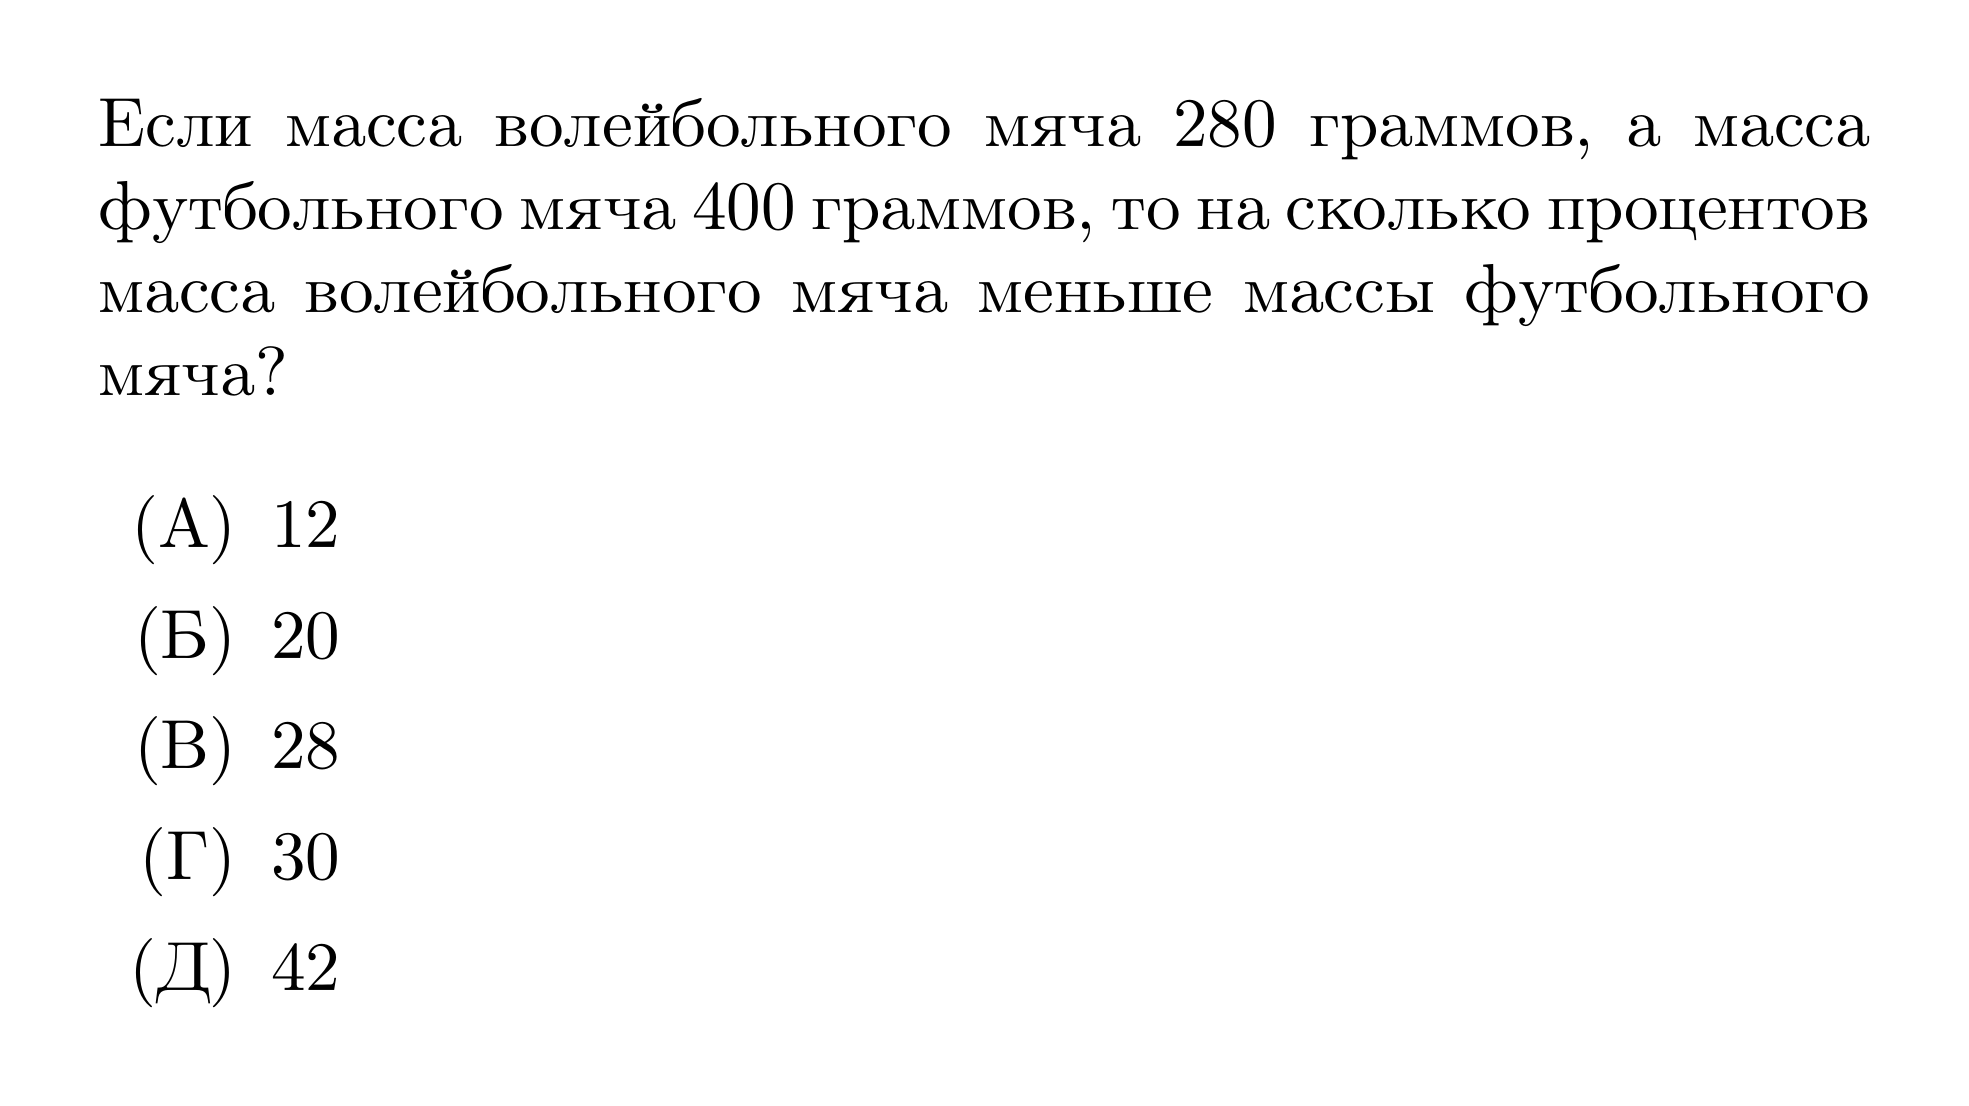 Если масса волейбольного мяча 280 граммов, а масса
футбольного мяча 400 граммов, то на сколько процентов
масса волейбольного мяча меньше массы футбольного
мяча?
(А) 12
(Б) 20
(В) 28
(Г) 30
(Д) 42